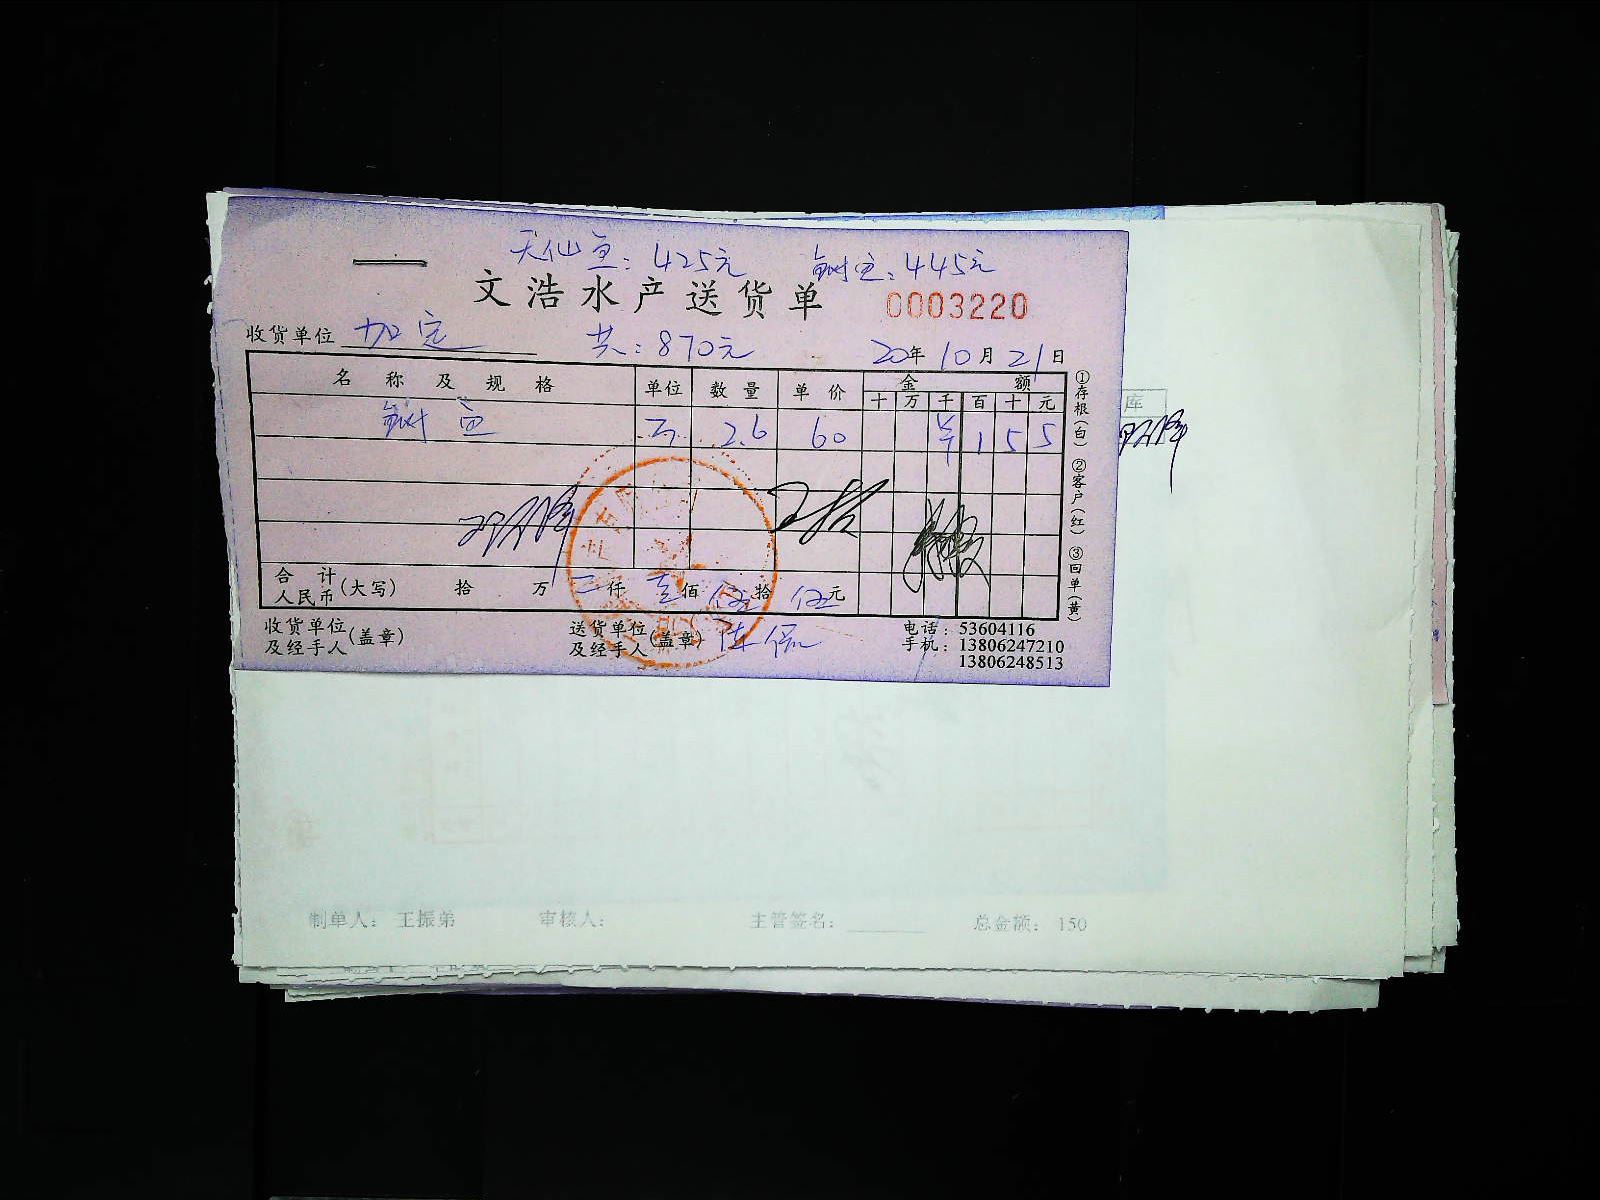 天仙鱼：425元 鲥鱼：445元
文浩水产送货单 0003220
收货单位 加定 共：870元 20年10月21日
名称及规格 单位 数量 单价 金额
十 万 千 百 十 元
鲥鱼 2.6 60 ¥ 1 5 5
合计人民币(大写) 拾 万 仟 壹佰 伍拾 伍元
收货单位及经手人(盖章) 送货单位及经手人(盖章)
电话：53604116
手机：13806247210
13806248513
①存根(白) ②客户(红) ③回单(黄)
库
制单人： 王振弟 审核人： 主管签名： 总金额： 150